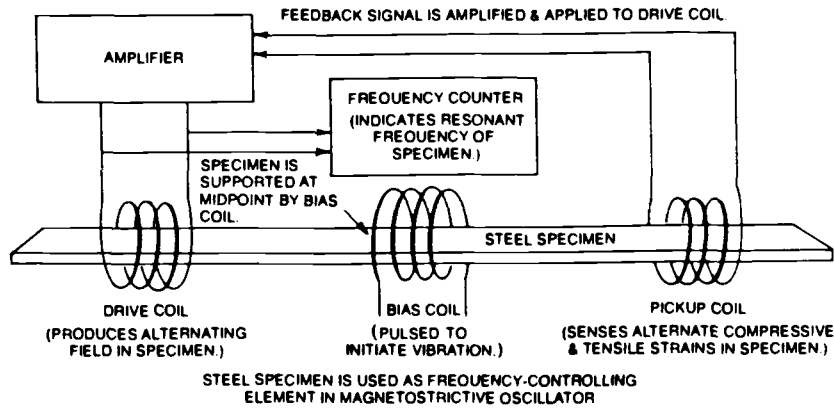 FEEDBACK SIGNAL IS AMPLIFIED & APPLIED TO DRIVE COIL.
AMPLIFIER
FREQUENCY COUNTER
(INDICATES RESONANT
FREQUENCY OF
SPECIMEN.)
SPECIMEN IS
SUPPORTED AT
MIDPOINT BY BIAS
COIL.
STEEL SPECIMEN
DRIVE COIL
(PRODUCES ALTERNATING
FIELD IN SPECIMEN.)
BIAS COIL
(PULSED TO
INITIATE VIBRATION.)
PICKUP COIL
(SENSES ALTERNATE COMPRESSIVE
& TENSILE STRAINS IN SPECIMEN.)
STEEL SPECIMEN IS USED AS FREQUENCY-CONTROLLING
ELEMENT IN MAGNETOSTRICTIVE OSCILLATOR